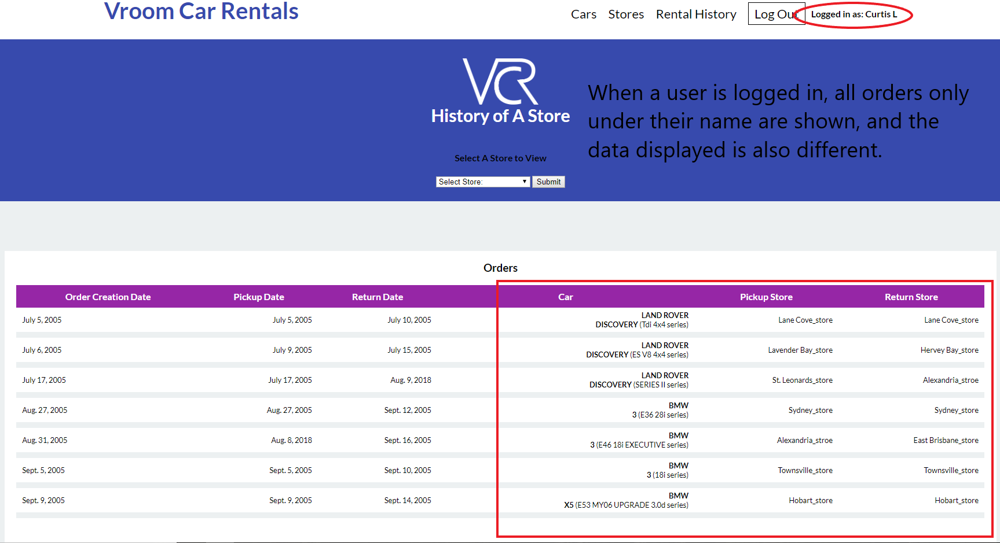 Vroom Car Rentals
Cars Stores Rental History Log Out Logged in as: Curtis L
VCR
History of A Store
When a user is logged in, all orders only
under their name are shown, and the
data displayed is also different.
Select A Store to View
Select Store: Submit
Orders
Order Creation Date Pickup Date Return Date Car Pickup Store Return Store
July 5, 2005 July 5, 2005 July 10, 2005 LAND ROVER Lane Cove_store Lane Cove_store
DISCOVERY (Tdi 4x4 series)
July 6, 2005 July 9, 2005 July 15, 2005 LAND ROVER Lavender Bay_store Hervey Bay_store
DISCOVERY (ES V8 4x4 series)
July 17, 2005 July 17, 2005 Aug. 9, 2018 LAND ROVER St. Leonards_store Alexandria_stroe
DISCOVERY (SERIES II series)
Aug. 27, 2005 Aug. 27, 2005 Sept. 12, 2005 BMW Sydney_store Sydney_store
3 (E36 28i series)
Aug. 31, 2005 Aug. 8, 2018 Sept. 16, 2005 BMW Alexandria_stroe East Brisbane_store
3 (E46 18i EXECUTIVE series)
Sept. 5, 2005 Sept. 5, 2005 Sept. 10, 2005 BMW Townsville_store Townsville_store
3 (18i series)
Sept. 9, 2005 Sept. 9, 2005 Sept. 14, 2005 BMW Hobart_store Hobart_store
X5 (E53 MY06 UPGRADE 3.0d series)